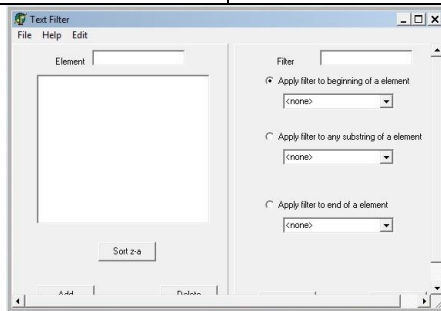 Text Filter
File Help Edit
Element
Sort z-a
Add
Delete
Filter
Apply filter to beginning of a element
<none>
Apply filter to any substring of a element
<none>
Apply filter to end of a element
<none>